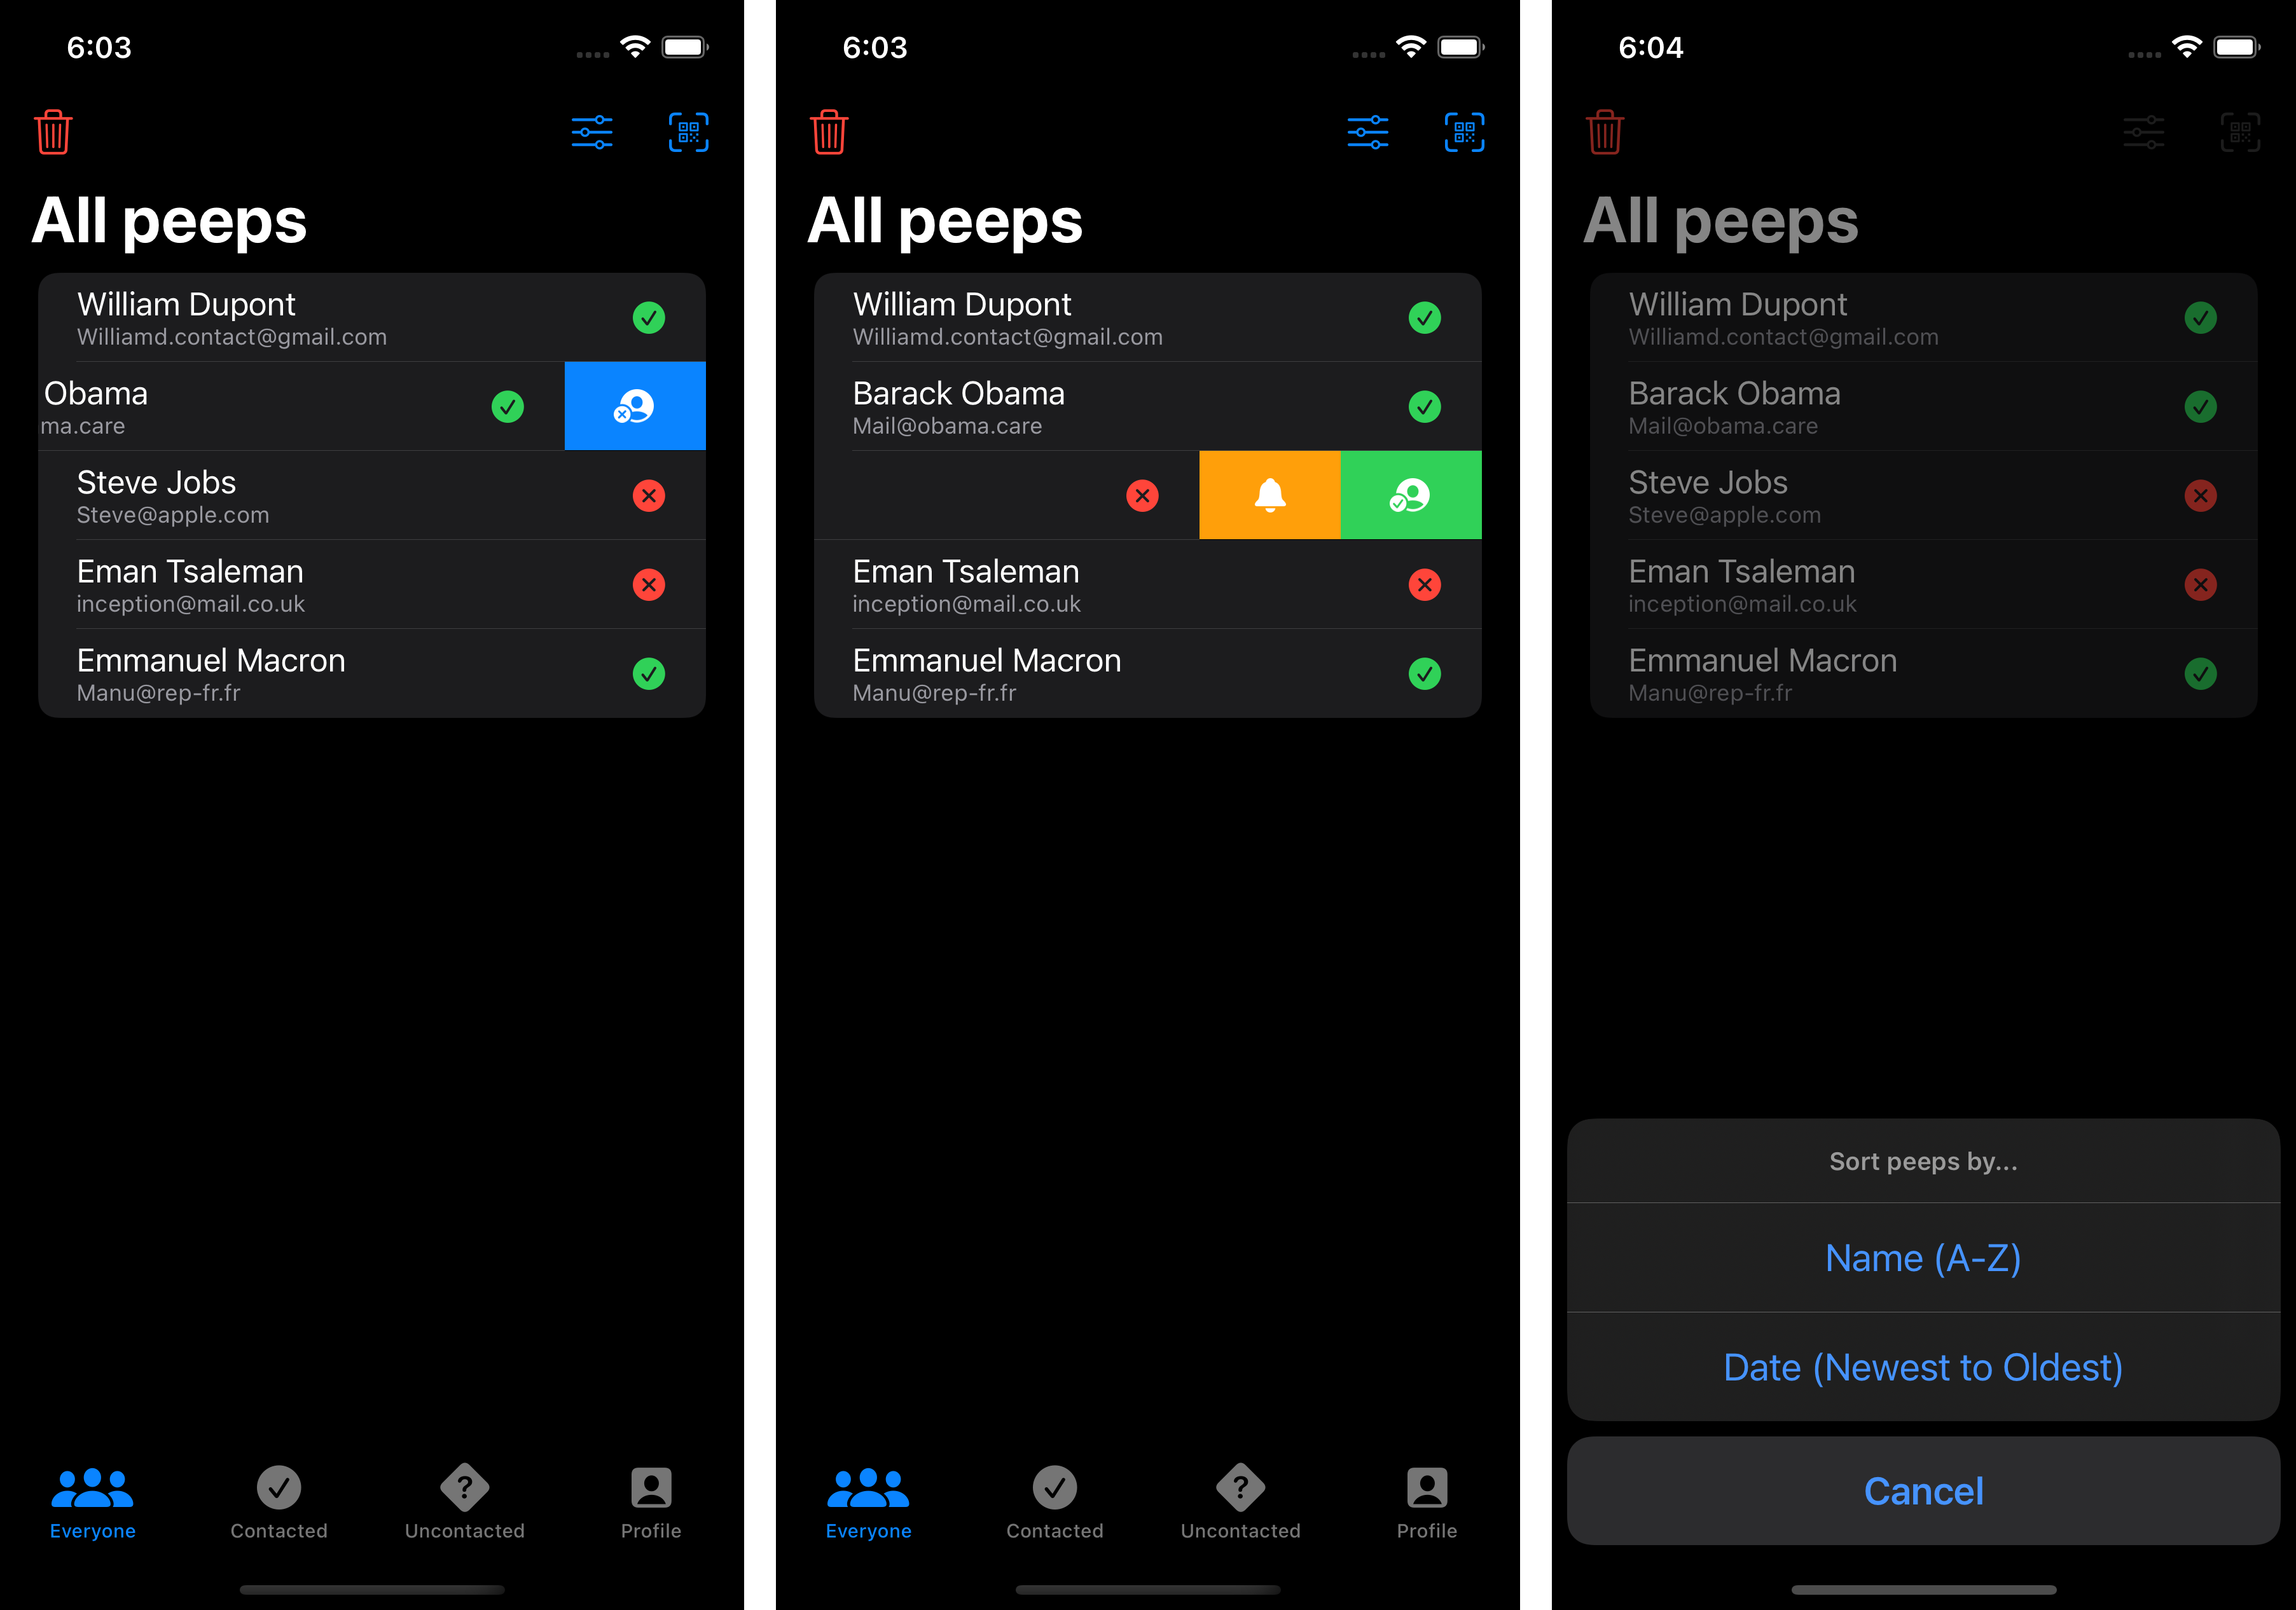 6:03
All peeps
William Dupont
Williamd.contact@gmail.com
Obama
ma.care
Steve Jobs
Steve@apple.com
Eman Tsaleman
inception@mail.co.uk
Emmanuel Macron
Manu@rep-fr.fr
Everyone
Contacted
?
Uncontacted
Profile
6:03
All peeps
William Dupont
Williamd.contact@gmail.com
Barack Obama
Mail@obama.care
Eman Tsaleman
inception@mail.co.uk
Emmanuel Macron
Manu@rep-fr.fr
Everyone
Contacted
?
Uncontacted
Profile
6:04
All peeps
William Dupont
Williamd.contact@gmail.com
Barack Obama
Mail@obama.care
Steve Jobs
Steve@apple.com
Eman Tsaleman
inception@mail.co.uk
Emmanuel Macron
Manu@rep-fr.fr
Sort peeps by...
Name (A-Z)
Date (Newest to Oldest)
Cancel